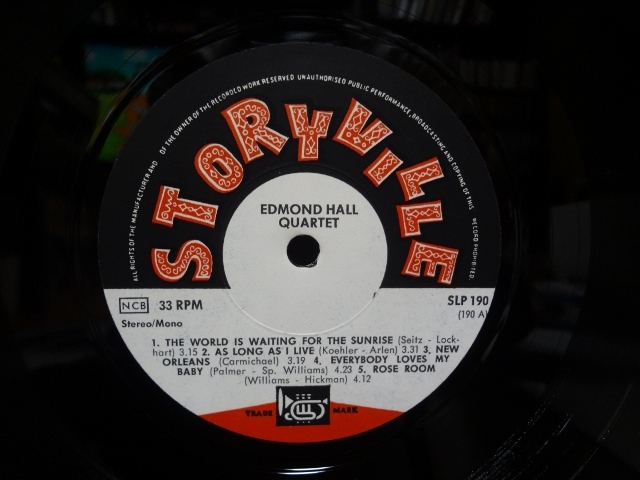 ALL RIGHTS OF THE MANUFACTURER AND OF THE OWNER OF THE RECORDED WORK RESERVED UNAUTHORISED PUBLIC PERFORMANCE, BROADCASTING AND COPYING OF THIS RECORD PROHIBITED.
STORYVILLE
EDMOND HALL
QUARTET
NCB 33 RPM
SLP 190
Stereo/Mono
(190 A)
1. THE WORLD IS WAITING FOR THE SUNRISE (Seitz - Lock-
hart) 3.15 2. AS LONG AS I LIVE (Koehler - Arlen) 3.31 3. NEW
ORLEANS (Carmichael) 3.19 4. EVERYBODY LOVES MY
BABY (Palmer - Sp. Williams) 4.23 5. ROSE ROOM
(Williams - Hickman) 4.12
TRADE MARK